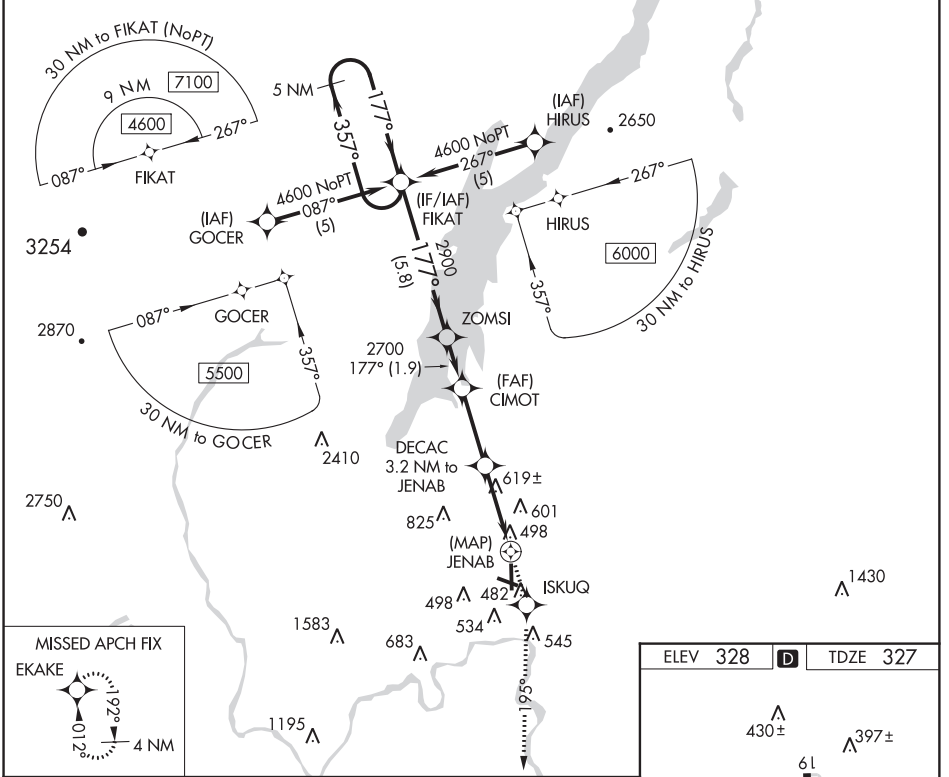 30 NM to FIKAT (NoPT)
7100
9 NM
4600
087°
267°
FIKAT
5 NM
177°
357°
(IAF)
HIRUS
2650
4600 NoPT
267°
(5)
4600 NoPT
087°
(5)
(IAF)
GOCER
(IF/IAF)
FIKAT
267°
HIRUS
6000
357°
30 NM to HIRUS
3254
2900
177°
(5.8)
087°
GOCER
5500
357°
30 NM to GOCER
2870
ZOMSI
2700
177° (1.9)
(FAF)
CIMOT
2410
DECAC
3.2 NM to
JENAB
619±
601
2750
825
498
(MAP)
JENAB
ISKUQ
1430
498
482
534
545
1583
683
195°
1195
MISSED APCH FIX
EKAKE
192°
012°
4 NM
ELEV 328 D TDZE 327
430±
397±
19